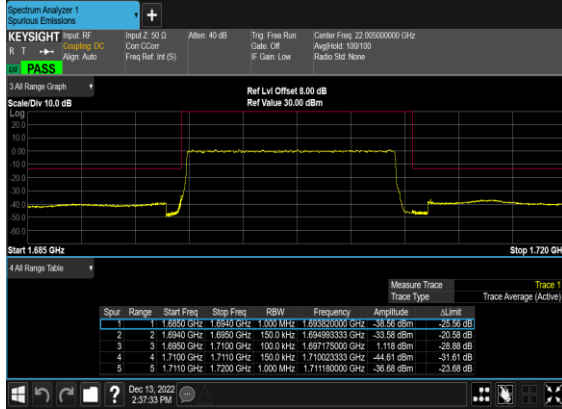 Spectrum Analyzer 1
Spurious Emissions
KEYSIGHT
R T
PASS
Input: RF
Coupling: DC
Align: Auto
Input Z: 50 Ω
Corr CCorr
Freq Ref: Int (S)
Atten: 40 dB
Trig: Free Run
Gate: Off
IF Gain: Low
Center Freq: 22.005000000 GHz
Avg|Hold: 100/100
Radio Std: None
3 All Range Graph
Scale/Div 10.0 dB
Ref Lvl Offset 8.00 dB
Ref Value 30.00 dBm
Log
20.0
10.0
0.00
-10.0
-20.0
-30.0
-40.0
-50.0
-60.0
Start 1.685 GHz
Stop 1.720 GH
4 All Range Table
Measure Trace Trace 1
Trace Type Trace Average (Active)
Spur Range Start Freq Stop Freq RBW Frequency Amplitude ΔLimit
1 1 1.6850 GHz 1.6940 GHz 1.000 MHz 1.693820000 GHz -38.56 dBm -25.56 dB
2 2 1.6940 GHz 1.6950 GHz 150.0 kHz 1.694993333 GHz -33.58 dBm -20.58 dB
3 3 1.6950 GHz 1.7100 GHz 100.0 kHz 1.697175000 GHz 1.118 dBm -28.88 dB
4 4 1.7100 GHz 1.7110 GHz 150.0 kHz 1.710023333 GHz -44.61 dBm -31.61 dB
5 5 1.7110 GHz 1.7200 GHz 1.000 MHz 1.711180000 GHz -36.68 dBm -23.68 dB
Dec 13, 2022
2:37:33 PM